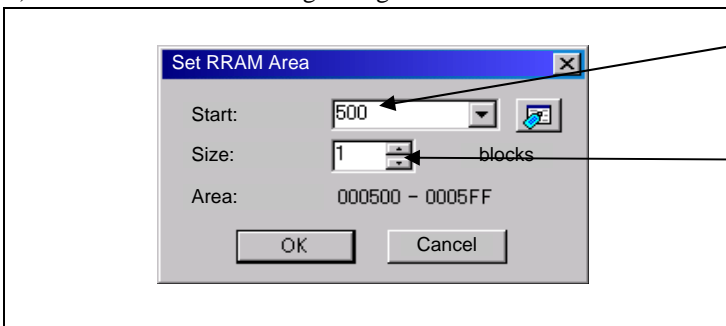 Set RRAM Area
Start: 500
Size: 1 blocks
Area: 000500 - 0005FF
OK Cancel